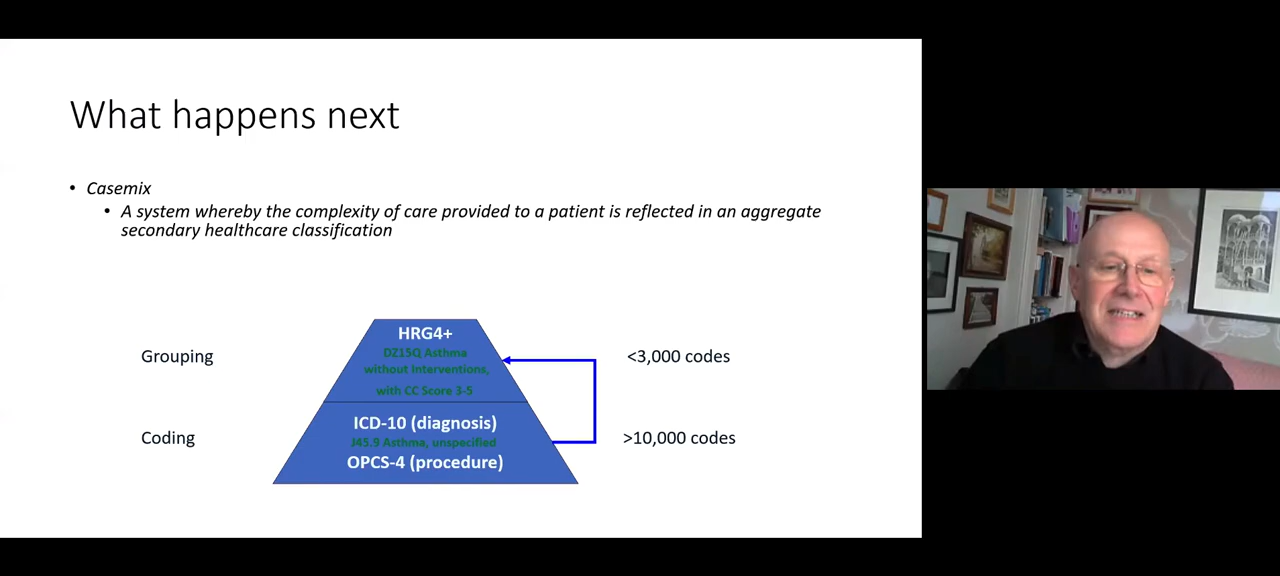 What happens next
• Casemix
• A system whereby the complexity of care provided to a patient is reflected in an aggregate
secondary healthcare classification
HRG4+
DZ15Q Asthma
without Interventions,
with CC Score 3-5
Grouping
<3,000 codes
ICD-10 (diagnosis)
J45.9 Asthma, unspecified
OPCS-4 (procedure)
Coding
>10,000 codes